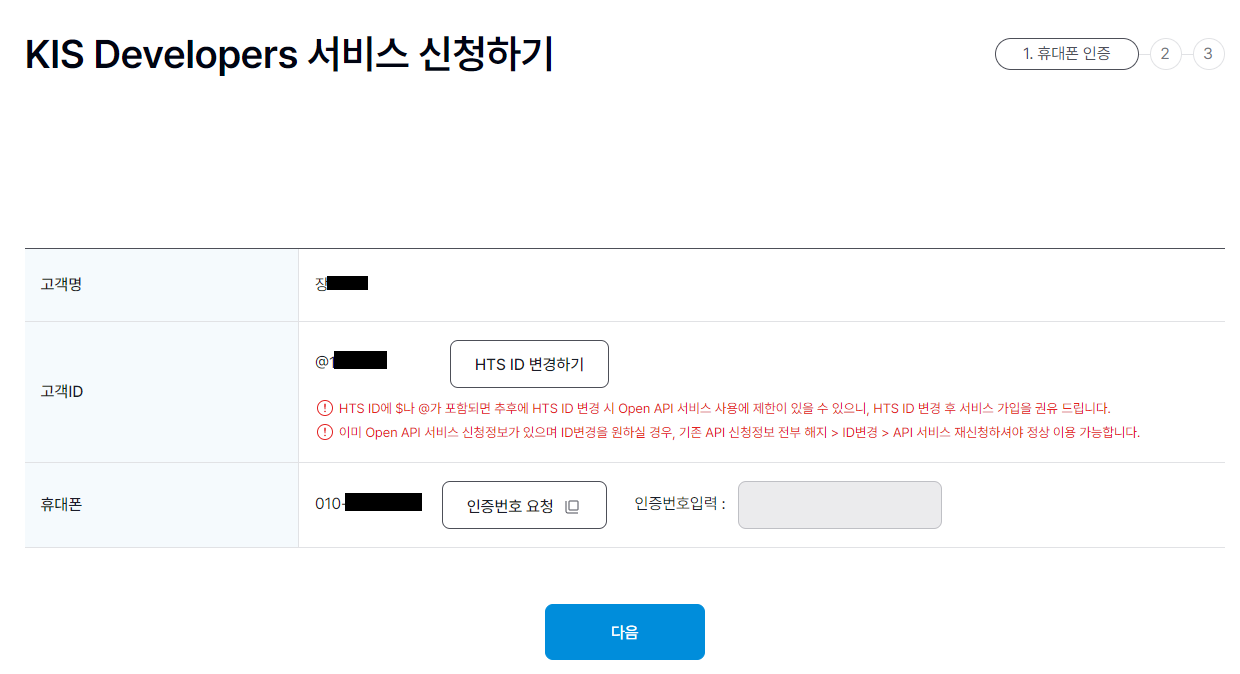 KIS Developers 서비스 신청하기
1. 휴대폰 인증 2 3
고객명 장
고객ID @1 HTS ID 변경하기
HTS ID에 $나 @가 포함되면 추후에 HTS ID 변경 시 Open API 서비스 사용에 제한이 있을 수 있으니, HTS ID 변경 후 서비스 가입을 권유 드립니다.
이미 Open API 서비스 신청정보가 있으며 ID변경을 원하실 경우, 기존 API 신청정보 전부 해지 > ID변경 > API 서비스 재신청하셔야 정상 이용 가능합니다.
휴대폰 010- 인증번호 요청 인증번호입력 :
다음